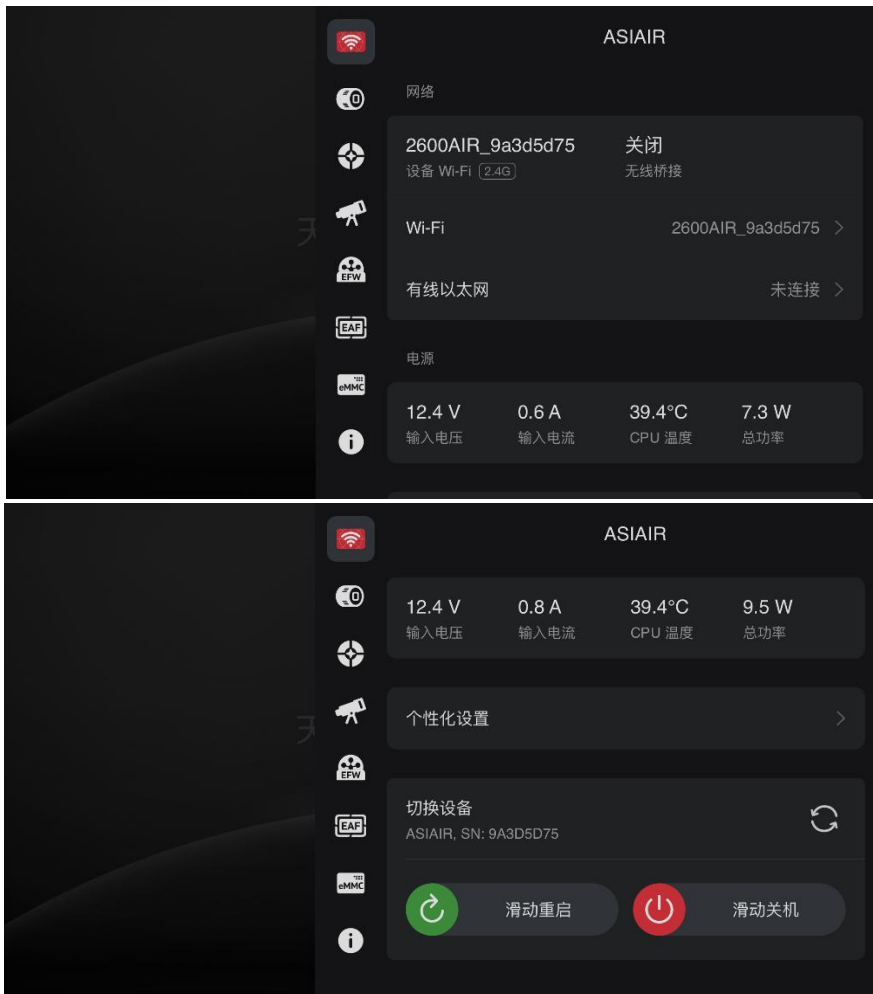 ASIAIR
网络
2600AIR_9a3d5d75 关闭
设备 Wi-Fi 2.4G 无线桥接
Wi-Fi 2600AIR_9a3d5d75
天
有线以太网 未连接
EFW
EAF
电源
eMMC
12.4 V 0.6 A 39.4°C 7.3 W
输入电压 输入电流 CPU 温度 总功率
ASIAIR
12.4 V 0.8 A 39.4°C 9.5 W
输入电压 输入电流 CPU 温度 总功率
个性化设置
天
EFW
切换设备
EAF
ASIAIR, SN: 9A3D5D75
eMMC
滑动重启 滑动关机